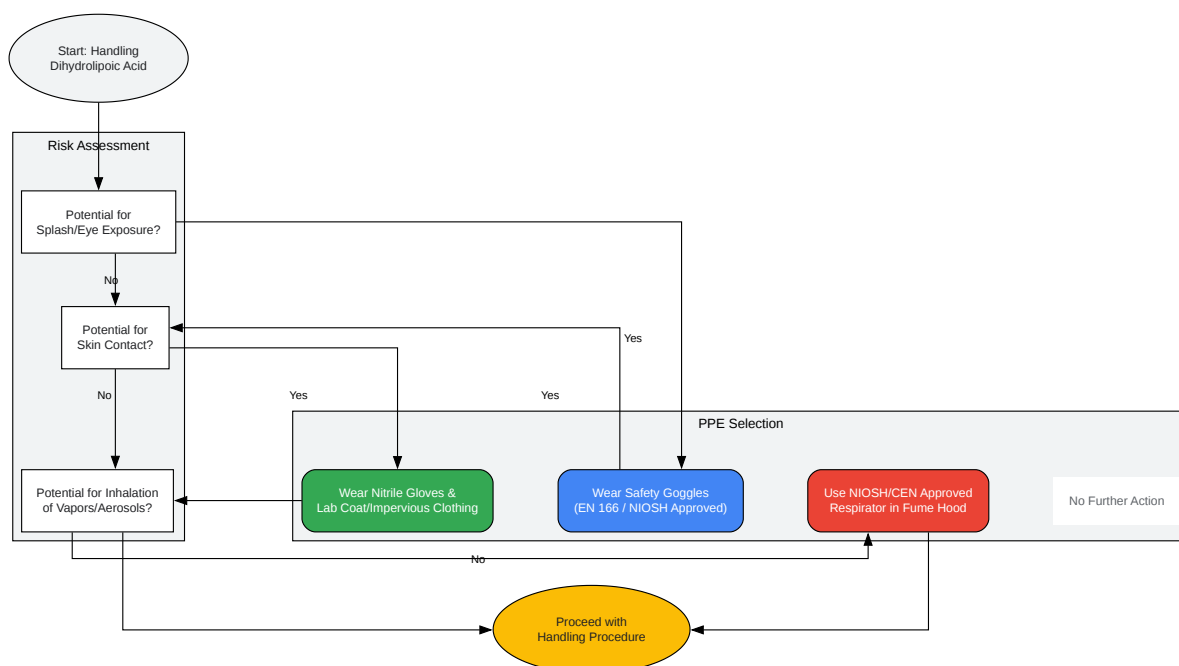 Start: Handling
Dihydrolipoic Acid
Risk Assessment
Potential for
Splash/Eye Exposure?
No
Potential for
Skin Contact?
Yes
No
Yes
Yes
PPE Selection
Potential for Inhalation
of Vapors/Aerosols?
Wear Nitrile Gloves &
Lab Coat/Impervious Clothing
Wear Safety Goggles
(EN 166 / NIOSH Approved)
Use NIOSH/CEN Approved
Respirator in Fume Hood
No Further Action
No
Proceed with
Handling Procedure